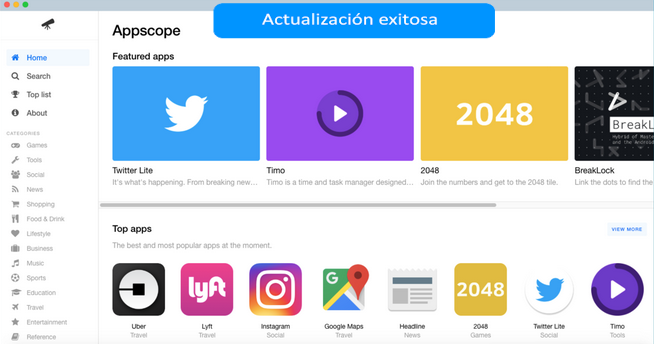 Actualización exitosa
Appscope
Home
Search
Top list
About
CATEGORIES
Games
Tools
Social
News
Shopping
Food & Drink
Lifestyle
Business
Music
Sports
Education
Travel
Entertainment
Reference
Featured apps
2048
BreakL
Hybrid of
and the
Twitter Lite
It's what's happening. From breaking new...
Timo
Timo is a time and task manager designed...
2048
Join the numbers and get to the 2048 tile.
BreakLock
Link the dots to find the
Top apps
VIEW MORE
The best and most popular apps at the moment.
lyft
2048
Uber
Travel
Lyft
Travel
Instagram
Social
Google Maps
Travel
Headline
News
2048
Games
Twitter Lite
Social
Timo
Tools